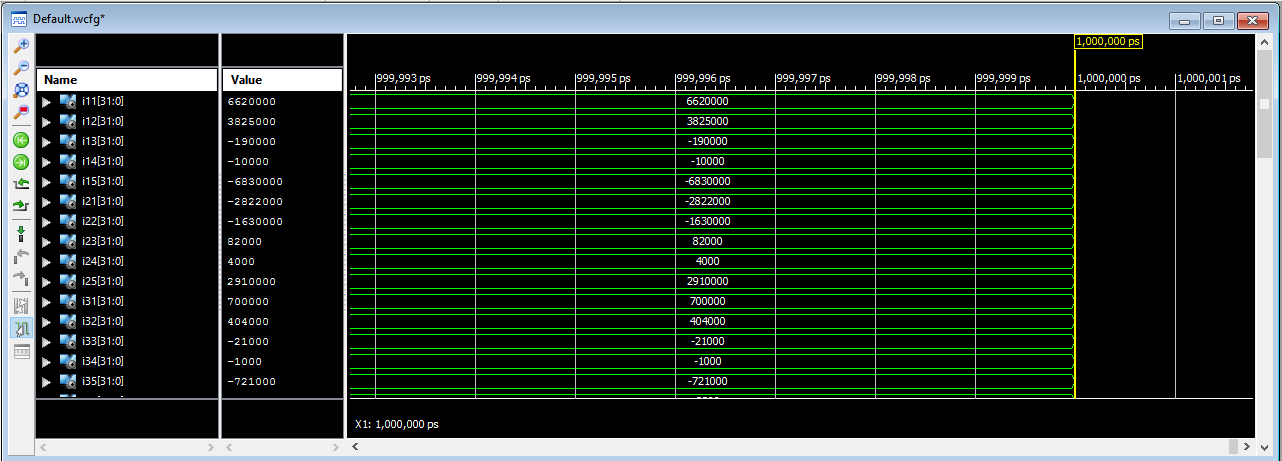 Default.wcfg*
1,000,000 ps
Name Value 999,993 ps 999,994 ps 999,995 ps 999,996 ps 999,997 ps 999,998 ps 999,999 ps 1,000,000 ps 1,000,001 ps
i11[31:0] 6620000 6620000
i12[31:0] 3825000 3825000
i13[31:0] -190000 -190000
i14[31:0] -10000 -10000
i15[31:0] -6830000 -6830000
i21[31:0] -2822000 -2822000
i22[31:0] -1630000 -1630000
i23[31:0] 82000 82000
i24[31:0] 4000 4000
i25[31:0] 2910000 2910000
i31[31:0] 700000 700000
i32[31:0] 404000 404000
i33[31:0] -21000 -21000
i34[31:0] -1000 -1000
i35[31:0] -721000 -721000
X1: 1,000,000 ps